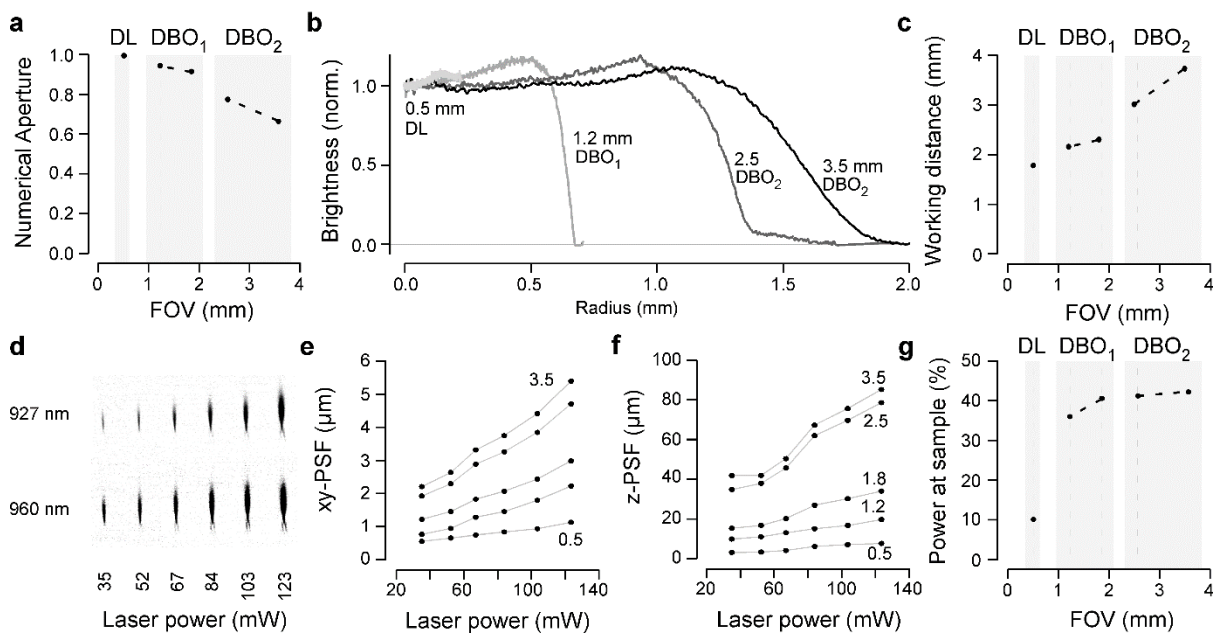 a
DL DBO1 DBO2
1.0
0.8
0.6
0.4
0.2
0.0
Numerical Aperture
0 1 2 3 4
FOV (mm)
b
Brightness (norm.)
1.0
0.5
0.0
0.5 mm
DL
1.2 mm
DBO1
2.5
DBO2
3.5 mm
DBO2
0.0 0.5 1.0 1.5 2.0
Radius (mm)
c
DL DBO1 DBO2
Working distance (mm)
4
3
2
1
0
0 1 2 3 4
FOV (mm)
d
927 nm
960 nm
35 52 67 84 103 123
Laser power (mW)
e
xy-PSF (µm)
6
5
4
3
2
1
0
3.5
0.5
20 60 100 140
Laser power (mW)
f
z-PSF (µm)
100
80
60
40
20
0
3.5
2.5
1.8
1.2
0.5
20 60 100 140
Laser power (mW)
g
DL DBO1 DBO2
Power at sample (%)
50
40
30
20
10
0
0 1 2 3 4
FOV (mm)